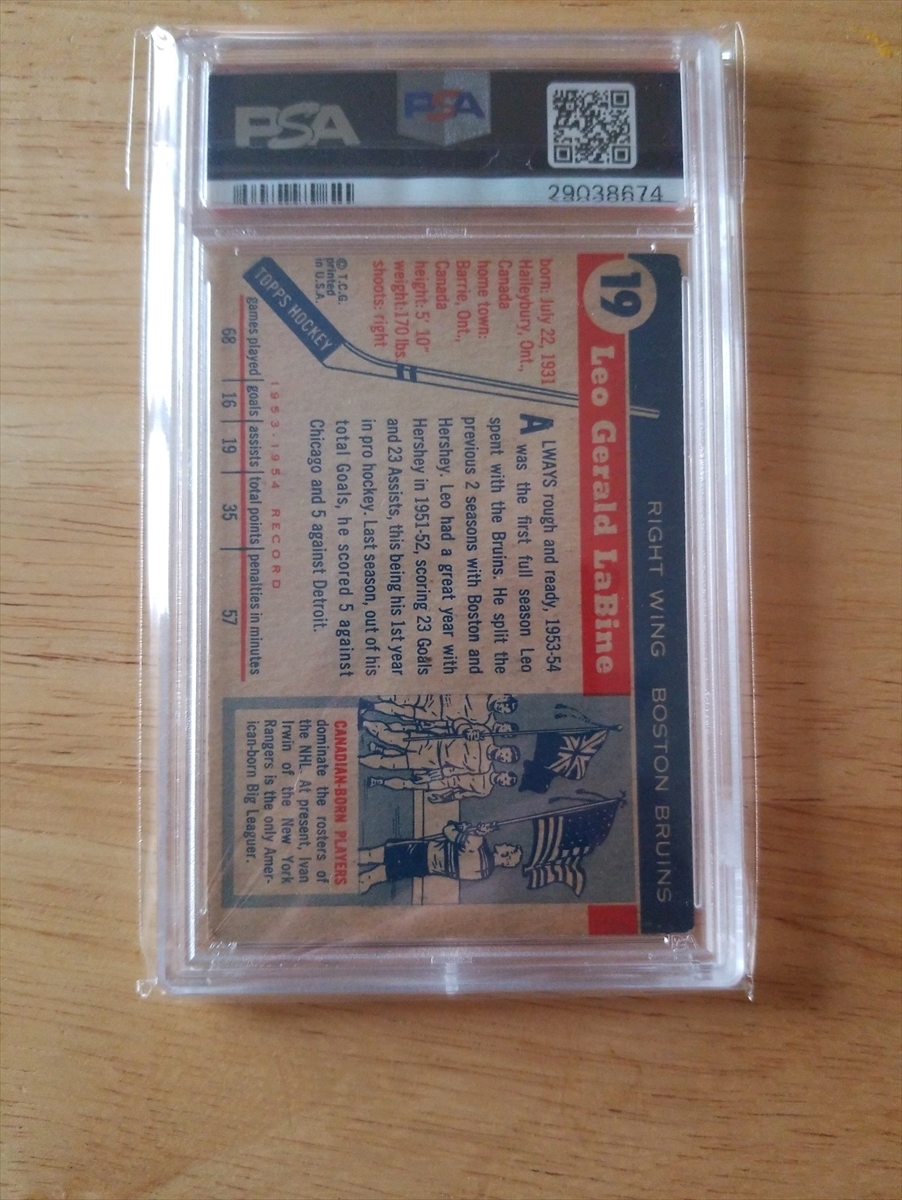 PSA
PSA
29038674
19
Leo Gerald LaBine
RIGHT WING BOSTON BRUINS
born: July 22, 1931
Haileybury, Ont.,
Canada
home town:
Barrie, Ont.,
Canada
height: 5' 10"
weight: 170 lbs
shoots: right
© T.C.G.
printed
in U.S.A.
TOPPS HOCKEY
ALWAYS rough and ready, 1953-54
was the first full season Leo
spent with the Bruins. He split the
previous 2 seasons with Boston and
Hershey. Leo had a great year with
Hershey in 1951-52, scoring 23 Goals
and 23 Assists, this being his 1st year
in pro hockey. Last season, out of his
total Goals, he scored 5 against
Chicago and 5 against Detroit.
1953-1954 RECORD
games played goals assists total points penalties in minutes
68 16 19 35 57
CANADIAN-BORN PLAYERS
dominate the rosters of
the NHL. At present, Ivan
Irwin of the New York
Rangers is the only Amer-
ican-born Big Leaguer.